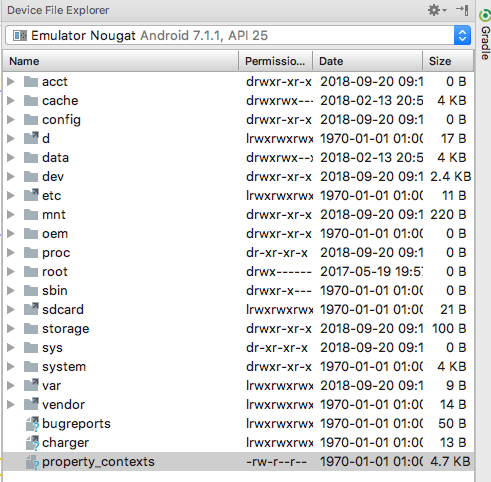 Device File Explorer
Emulator Nougat Android 7.1.1, API 25
Name Permissio... Date Size
acct drwxr-xr-x 2018-09-20 09:1 0 B
cache drwxrwx--- 2018-02-13 20:5 4 KB
config drwxr-xr-x 2018-09-20 09:1 0 B
d lrwxrwxrwx 1970-01-01 01:00 17 B
data drwxrwx--x 2018-02-13 20:5 4 KB
dev drwxr-xr-x 2018-09-20 09:1 2.4 KB
etc lrwxrwxrwx 1970-01-01 01:00 11 B
mnt drwxr-xr-x 2018-09-20 09:1 220 B
oem drwxr-xr-x 1970-01-01 01:00 0 B
proc dr-xr-xr-x 2018-09-20 09:1 0 B
root drwx------ 2017-05-19 19:57 0 B
sbin drwxr-x--- 1970-01-01 01:00 0 B
sdcard lrwxrwxrwx 1970-01-01 01:00 21 B
storage drwxr-xr-x 2018-09-20 09:1 100 B
sys dr-xr-xr-x 2018-09-20 09:1 0 B
system drwxr-xr-x 1970-01-01 01:00 4 KB
var lrwxrwxrwx 2018-09-20 09:1 9 B
vendor lrwxrwxrwx 1970-01-01 01:00 14 B
bugreports lrwxrwxrwx 1970-01-01 01:00 50 B
charger lrwxrwxrwx 1970-01-01 01:00 13 B
property_contexts -rw-r--r-- 1970-01-01 01:00 4.7 KB
Gradle